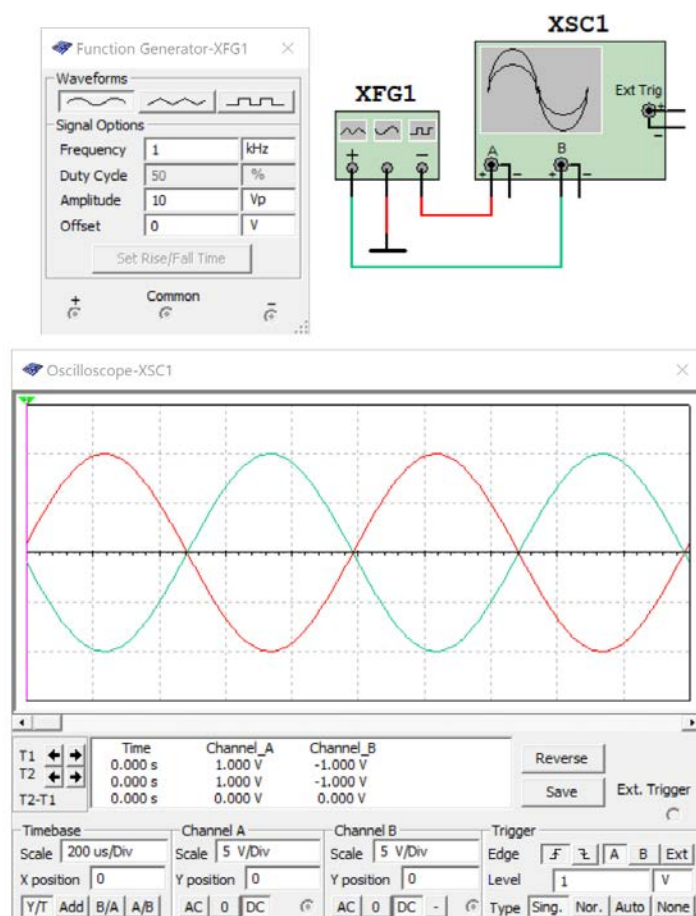 XSC1
Function Generator-XFG1
Waveforms
XFG1
Ext Trig
Signal Options
Frequency 1 kHz
Duty Cycle 50 %
Amplitude 10 Vp
Offset 0 V
Set Rise/Fall Time
+ Common -
+ -
A B
+ - + -
+ -
Oscilloscope-XSC1
Time Channel_A Channel_B
T1 0.000 s 1.000 V -1.000 V
T2 0.000 s 1.000 V -1.000 V
T2-T1 0.000 s 0.000 V 0.000 V
Reverse
Save
Ext. Trigger
Timebase
Scale 200 us/Div
X position 0
Y/T Add B/A A/B
Channel A
Scale 5 V/Div
Y position 0
AC 0 DC
Channel B
Scale 5 V/Div
Y position 0
AC 0 DC -
Trigger
Edge A B Ext
Level 1 V
Type Sing. Nor. Auto None